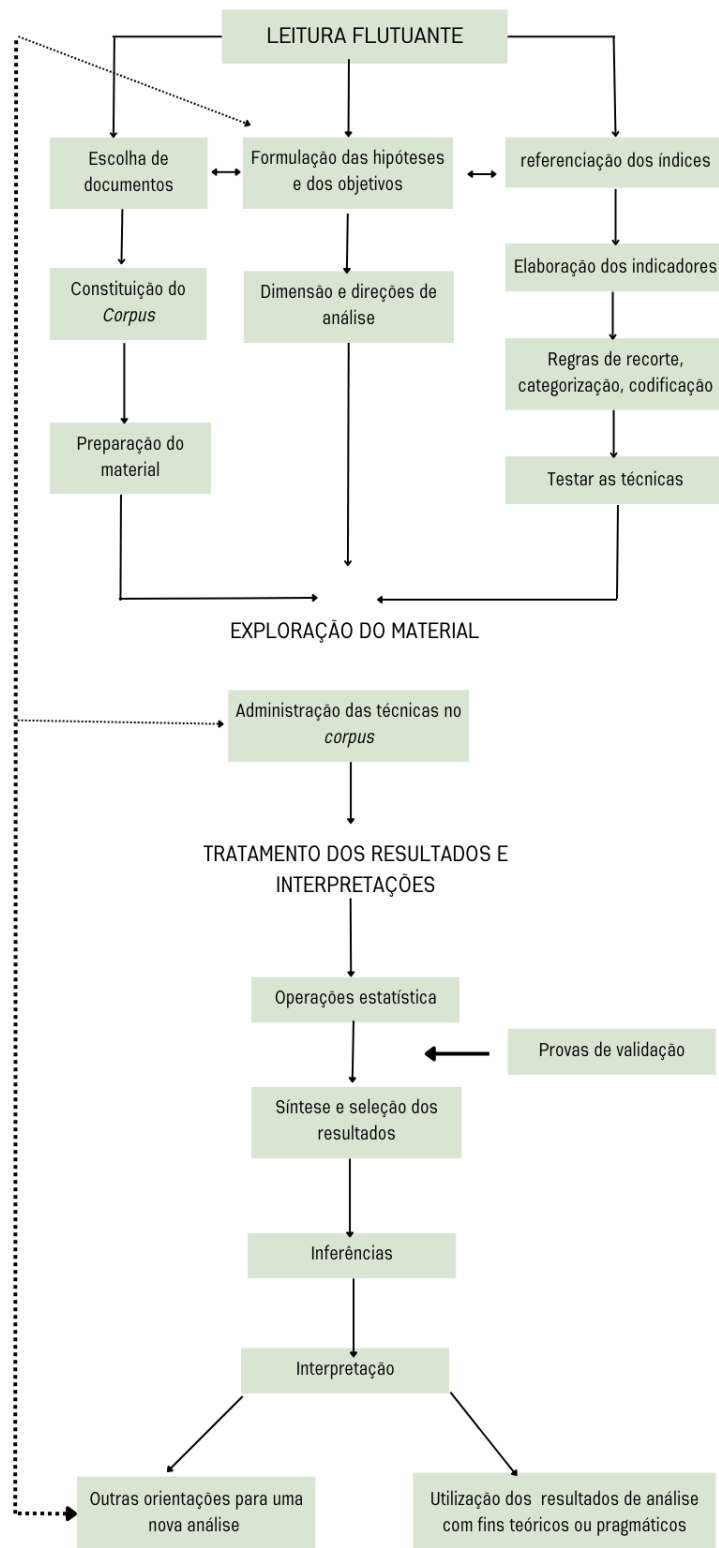 LEITURA FLUTUANTE
Escolha de
documentos
Formulação das hipóteses
e dos objetivos
referenciação dos índices
Constituição do
Corpus
Dimensão e direções de
análise
Elaboração dos indicadores
Regras de recorte,
categorização, codificação
Preparação do
material
Testar as técnicas
EXPLORAÇÃO DO MATERIAL
Administração das técnicas no
corpus
TRATAMENTO DOS RESULTADOS E
INTERPRETAÇÕES
Operações estatística
Provas de validação
Síntese e seleção dos
resultados
Inferências
Interpretação
Outras orientações para uma
nova análise
Utilização dos resultados de análise
com fins teóricos ou pragmáticos